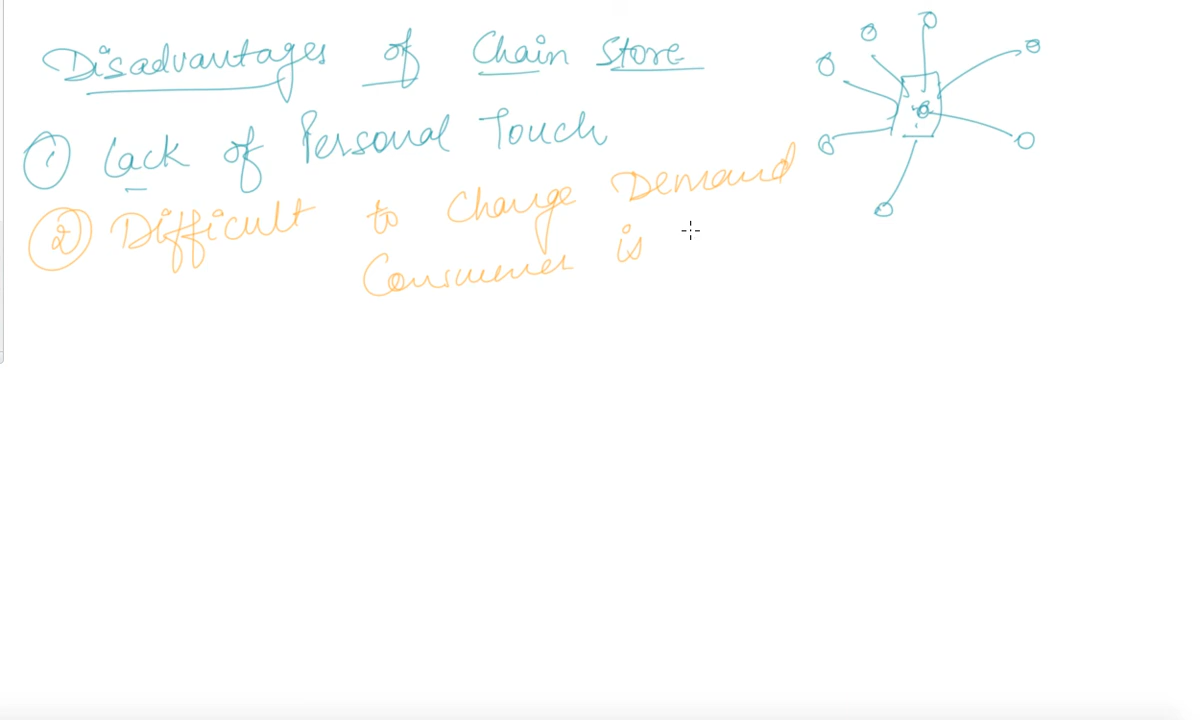 Disadvantages of Chain Store
① Lack of Personal Touch
② Difficult to Change Demand
Consumer is